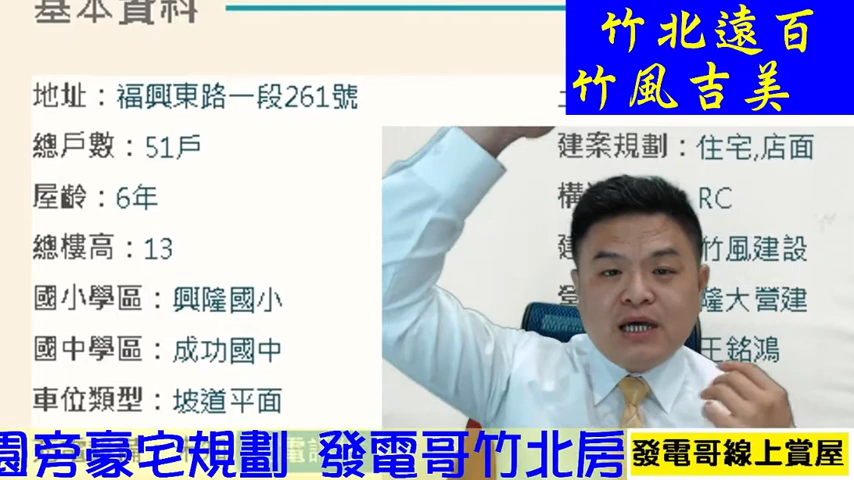 基本資料
竹北遠百
竹風吉美
地址：福興東路一段261號
總戶數：51戶
建案規劃：住宅,店面
屋齡：6年
RC
總樓高：13
竹風建設
國小學區：興隆國小
隆大營建
國中學區：成功國中
王銘鴻
車位類型：坡道平面
園旁豪宅規劃 發電哥竹北房
發電哥線上賞屋